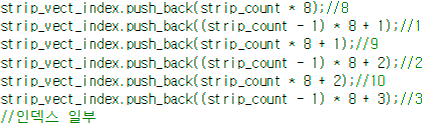 strip_vect_index.push_back(strip_count * 8);//8
strip_vect_index.push_back((strip_count - 1) * 8 + 1);//1
strip_vect_index.push_back(strip_count * 8 + 1);//9
strip_vect_index.push_back((strip_count - 1) * 8 + 2);//2
strip_vect_index.push_back(strip_count * 8 + 2);//10
strip_vect_index.push_back((strip_count - 1) * 8 + 3);//3
//인덱스 일부